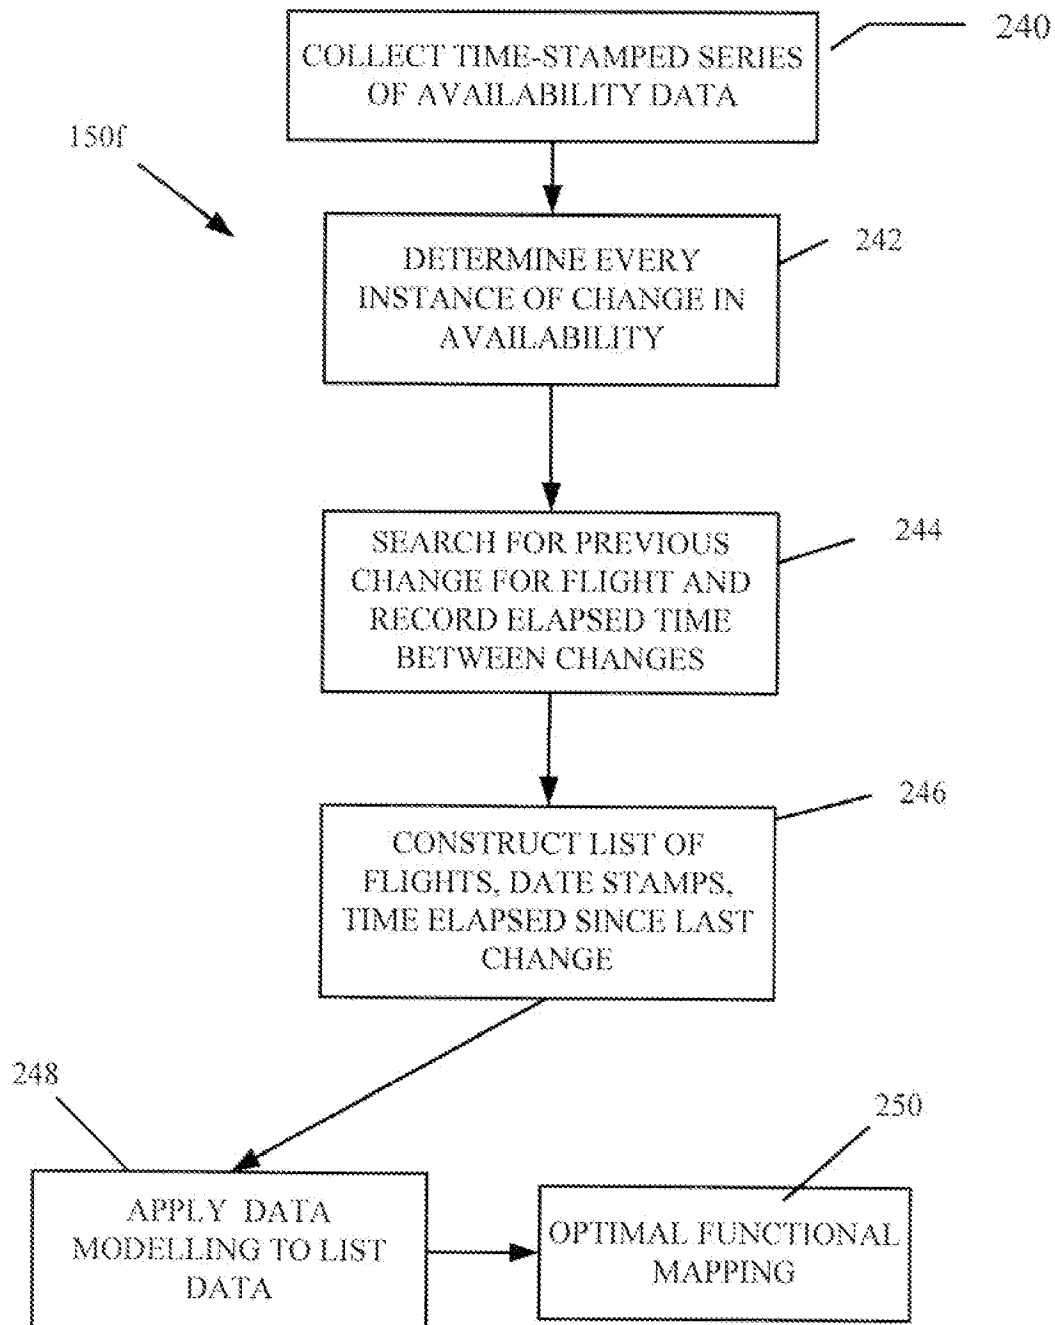 240
COLLECT TIME-STAMPED SERIES
OF AVAILABILITY DATA
150f
242
DETERMINE EVERY
INSTANCE OF CHANGE IN
AVAILABILITY
244
SEARCH FOR PREVIOUS
CHANGE FOR FLIGHT AND
RECORD ELAPSED TIME
BETWEEN CHANGES
246
CONSTRUCT LIST OF
FLIGHTS, DATE STAMPS,
TIME ELAPSED SINCE LAST
CHANGE
248
250
APPLY DATA
MODELLING TO LIST
DATA
OPTIMAL FUNCTIONAL
MAPPING